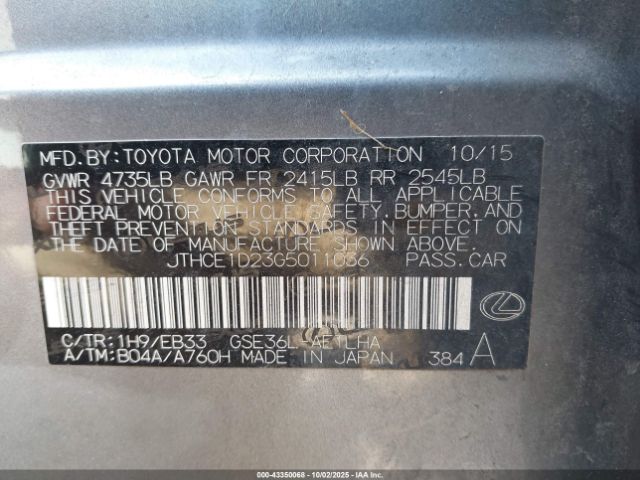 MFD.BY:TOYOTA MOTOR CORPORATION 10/15
GVWR 4735LB GAWR FR 2415LB RR 2545LB
THIS VEHICLE CONFORMS TO ALL APPLICABLE
FEDERAL MOTOR VEHICLE SAFETY,BUMPER,AND
THEFT PREVENTION STANDARDS IN EFFECT ON
THE DATE OF MANUFACTURE SHOWN ABOVE.
JTHCE1D23G5011036 PASS.CAR
C/TR:1H9/EB33 GSE36L-AETLHA
A/TM:B04A/A760H MADE IN JAPAN 384 A
000-43350068 - 10/02/2025 - IAAI.COM